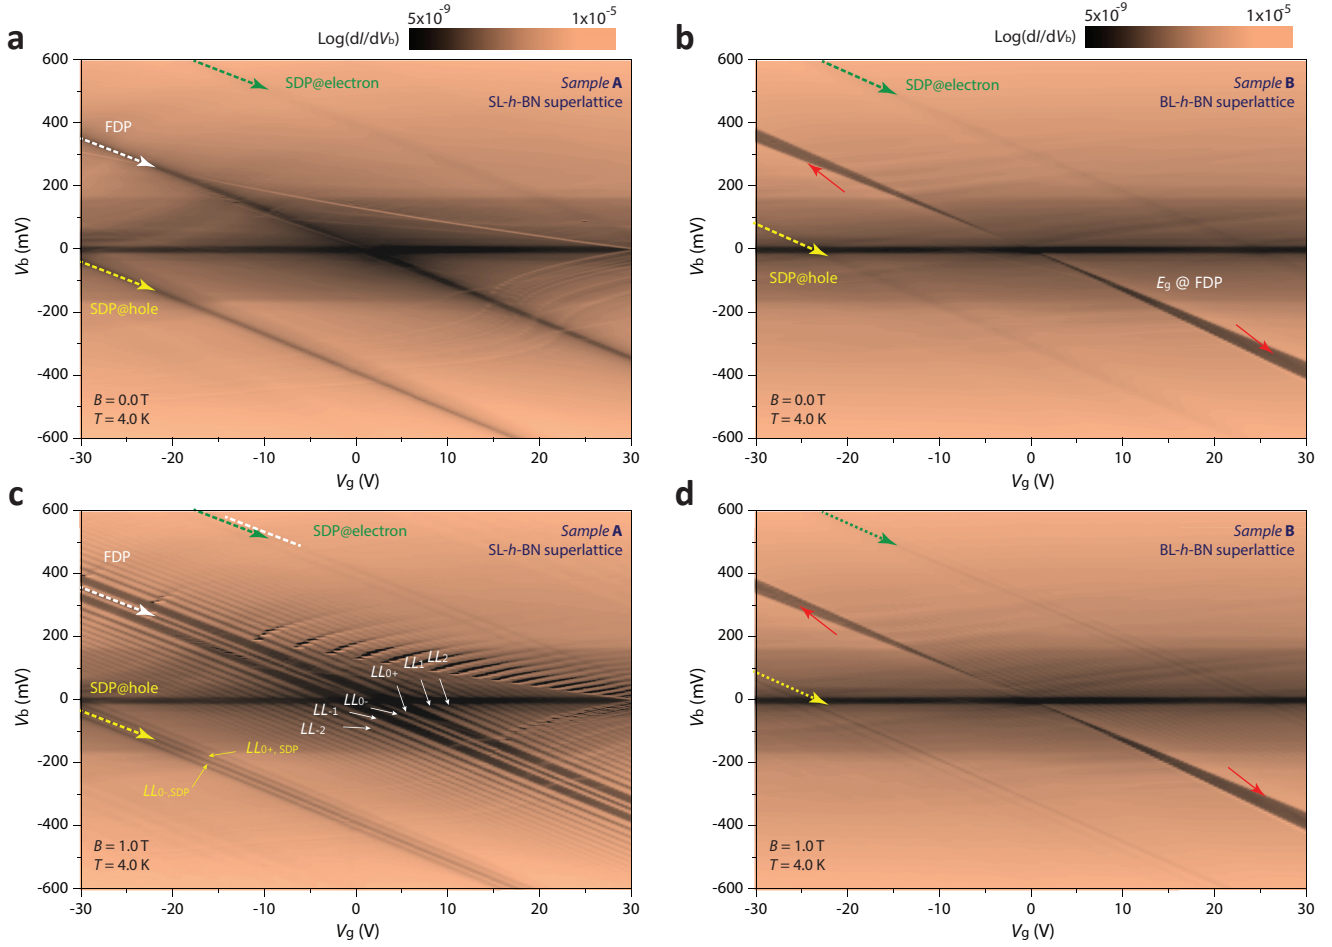 a
Log(dI/dVb)
5x10⁻⁹
1x10⁻⁵
SDP@electron
Sample A
SL-h-BN superlattice
FDP
SDP@hole
B = 0.0 T
T = 4.0 K
Vb (mV)
600
400
200
0
-200
-400
-600
-30
-20
-10
0
10
20
30
Vg (V)
b
Log(dI/dVb)
5x10⁻⁹
1x10⁻⁵
SDP@electron
Sample B
BL-h-BN superlattice
SDP@hole
Eg @ FDP
B = 0.0 T
T = 4.0 K
Vb (mV)
600
400
200
0
-200
-400
-600
-30
-20
-10
0
10
20
30
Vg (V)
c
SDP@electron
Sample A
SL-h-BN superlattice
FDP
SDP@hole
LL0+
LL1
LL2
LL0-
LL-1
LL-2
LL0+, SDP
LL0-,SDP
B = 1.0 T
T = 4.0 K
Vb (mV)
600
400
200
0
-200
-400
-600
-30
-20
-10
0
10
20
30
Vg (V)
d
Sample B
BL-h-BN superlattice
B = 1.0 T
T = 4.0 K
Vb (mV)
600
400
200
0
-200
-400
-600
-30
-20
-10
0
10
20
30
Vg (V)